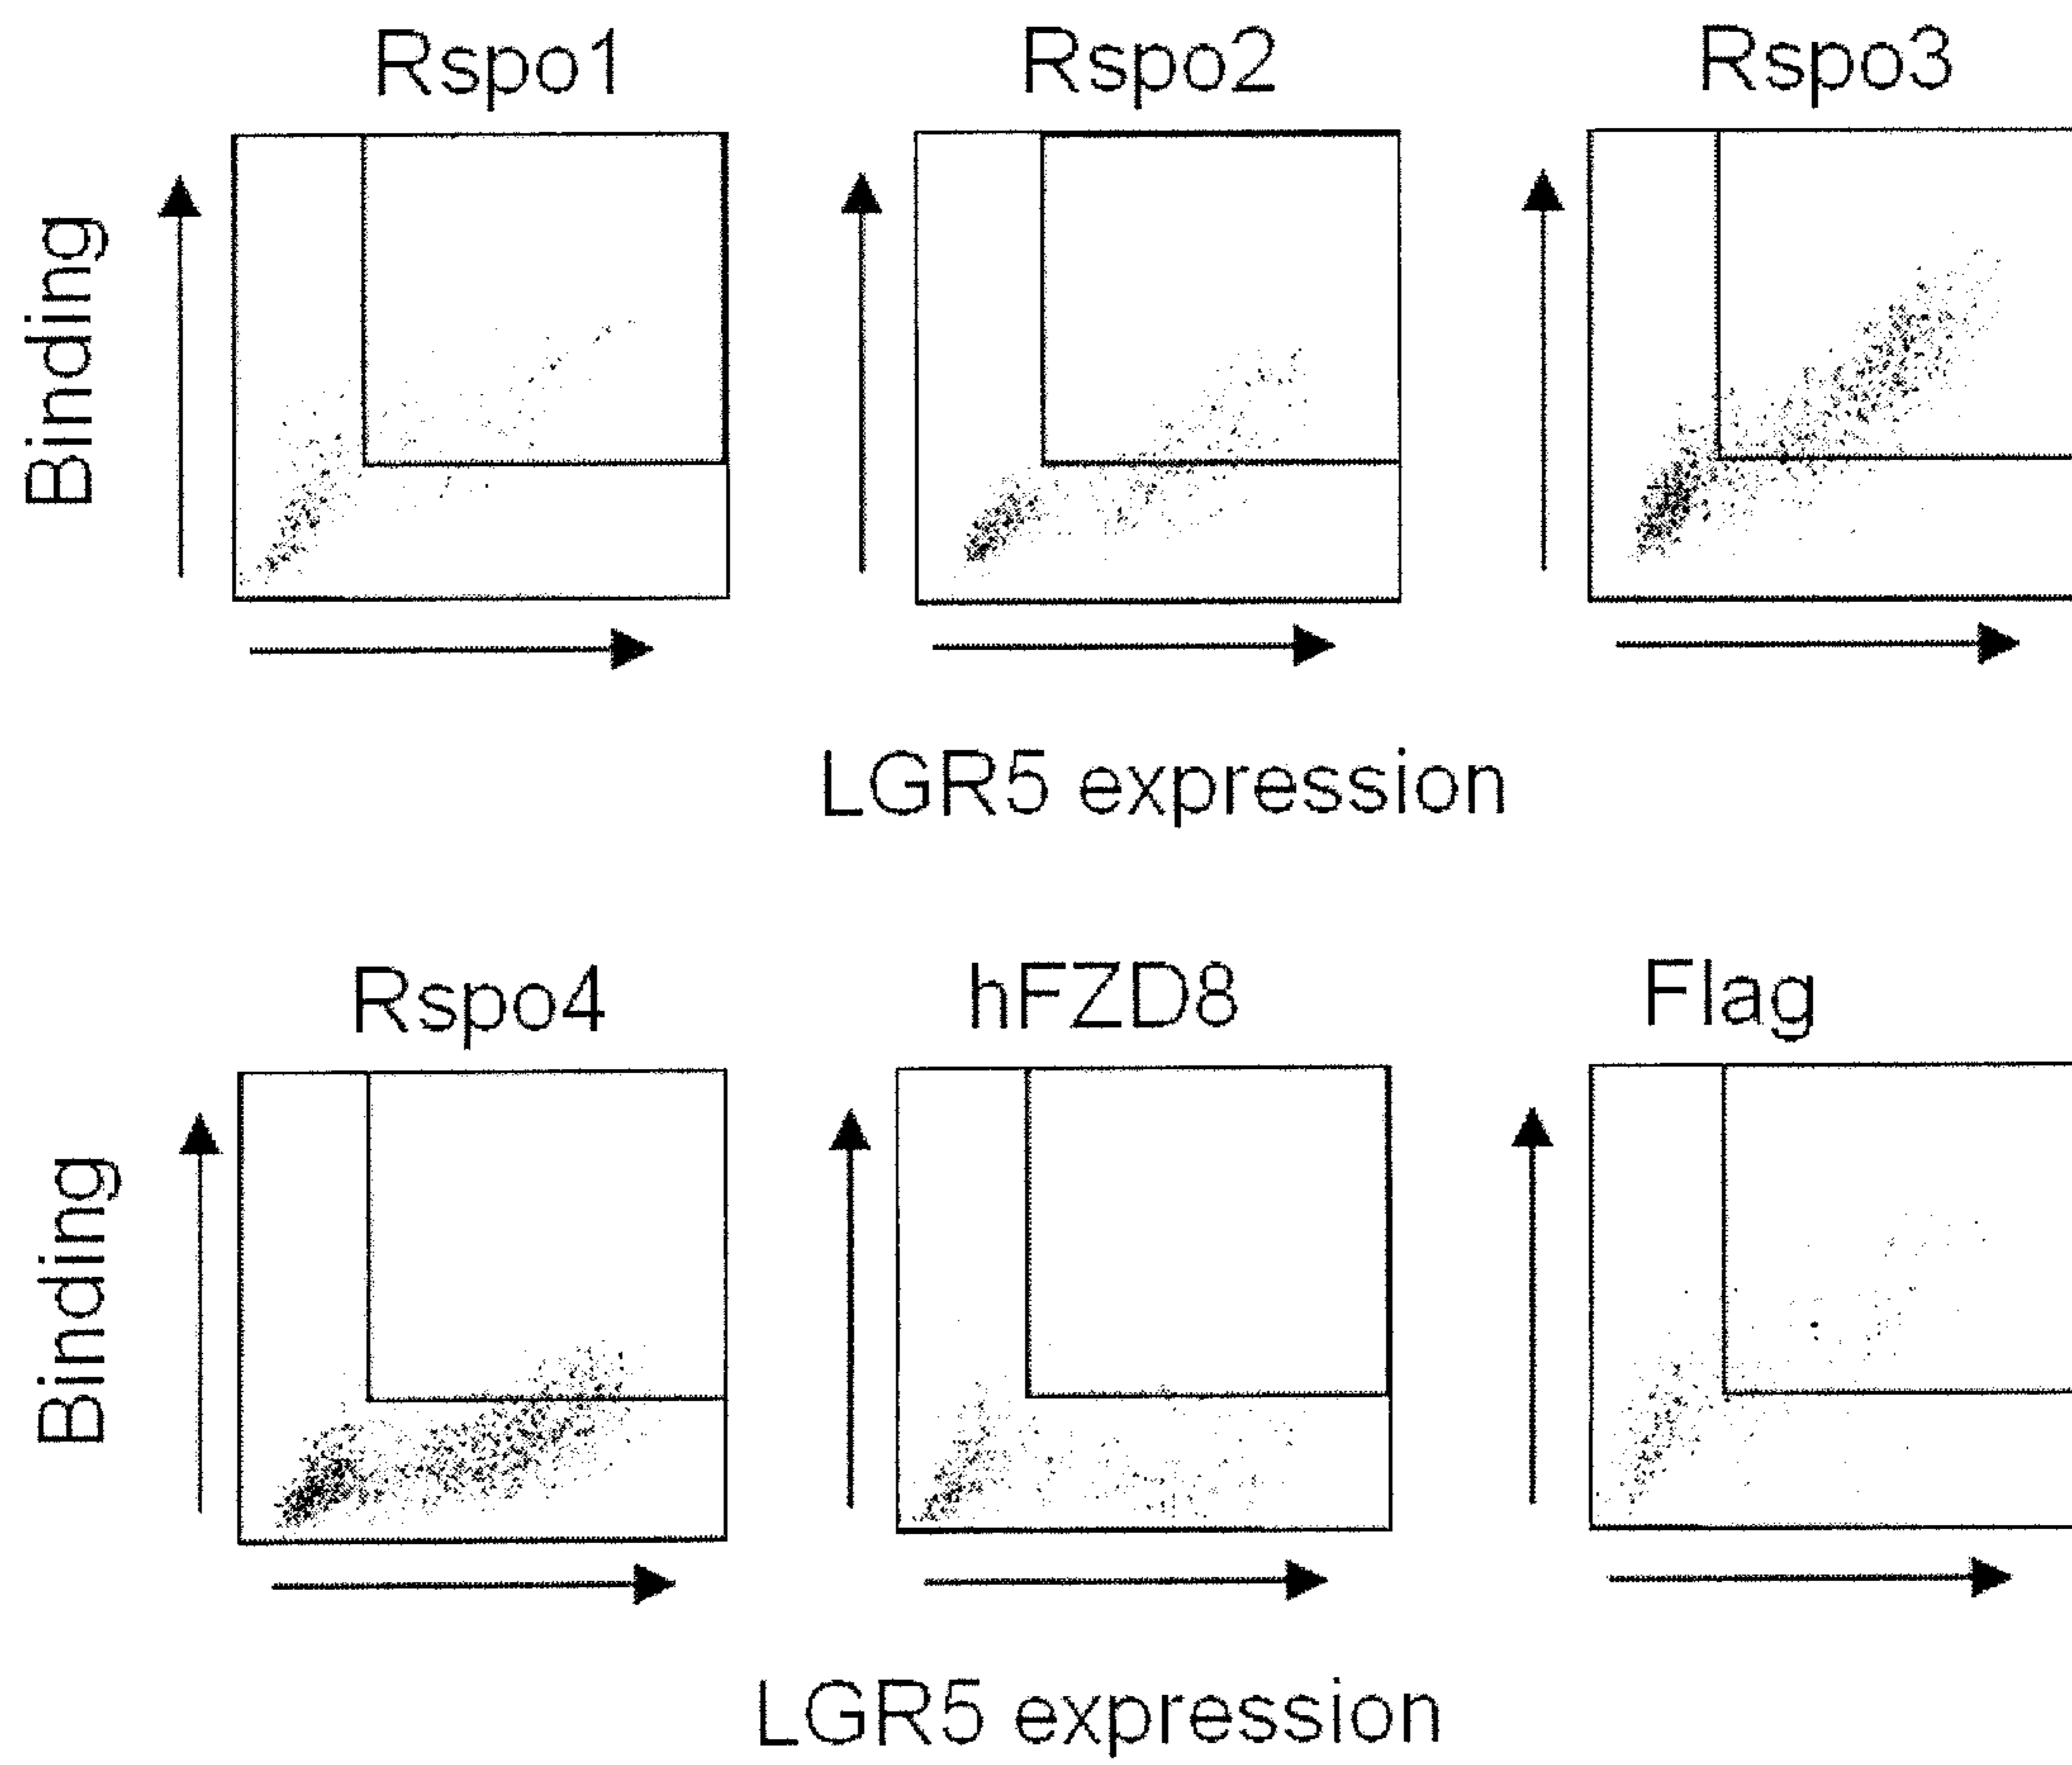 Rspo1 Rspo2 Rspo3
Binding
LGR5 expression
Rspo4 hFZD8 Flag
Binding
LGR5 expression